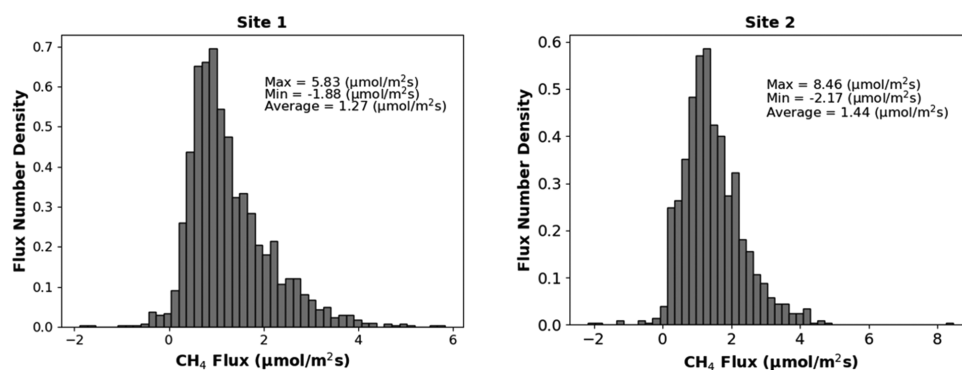 Site 1
0.7
0.6
0.5
0.4
0.3
0.2
0.1
0.0
Flux Number Density
Max = 5.83 (μmol/m²s)
Min = -1.88 (μmol/m²s)
Average = 1.27 (μmol/m²s)
−2 0 2 4 6
CH₄ Flux (μmol/m²s)
Site 2
0.6
0.5
0.4
0.3
0.2
0.1
0.0
Flux Number Density
Max = 8.46 (μmol/m²s)
Min = -2.17 (μmol/m²s)
Average = 1.44 (μmol/m²s)
−2 0 2 4 6 8
CH₄ Flux (μmol/m²s)